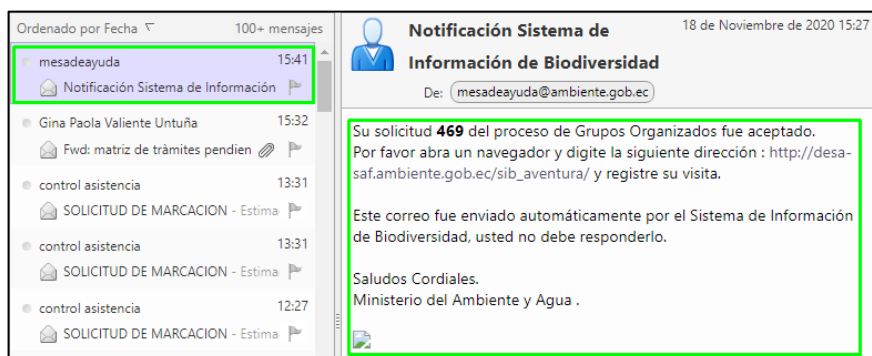 Ordenado por Fecha
100+ mensajes
mesadeayuda
15:41
Notificación Sistema de Información
Gina Paola Valiente Untuña
15:32
Fwd: matriz de tràmites pendien
control asistencia
13:31
SOLICITUD DE MARCACION - Estima
control asistencia
13:31
SOLICITUD DE MARCACION - Estima
control asistencia
12:27
SOLICITUD DE MARCACION - Estima
Notificación Sistema de
Información de Biodiversidad
18 de Noviembre de 2020 15:27
De: mesadeayuda@ambiente.gob.ec
Su solicitud 469 del proceso de Grupos Organizados fue aceptado.
Por favor abra un navegador y digite la siguiente dirección : http://desa-
saf.ambiente.gob.ec/sib_aventura/ y registre su visita.
Este correo fue enviado automáticamente por el Sistema de Información
de Biodiversidad, usted no debe responderlo.
Saludos Cordiales.
Ministerio del Ambiente y Agua .